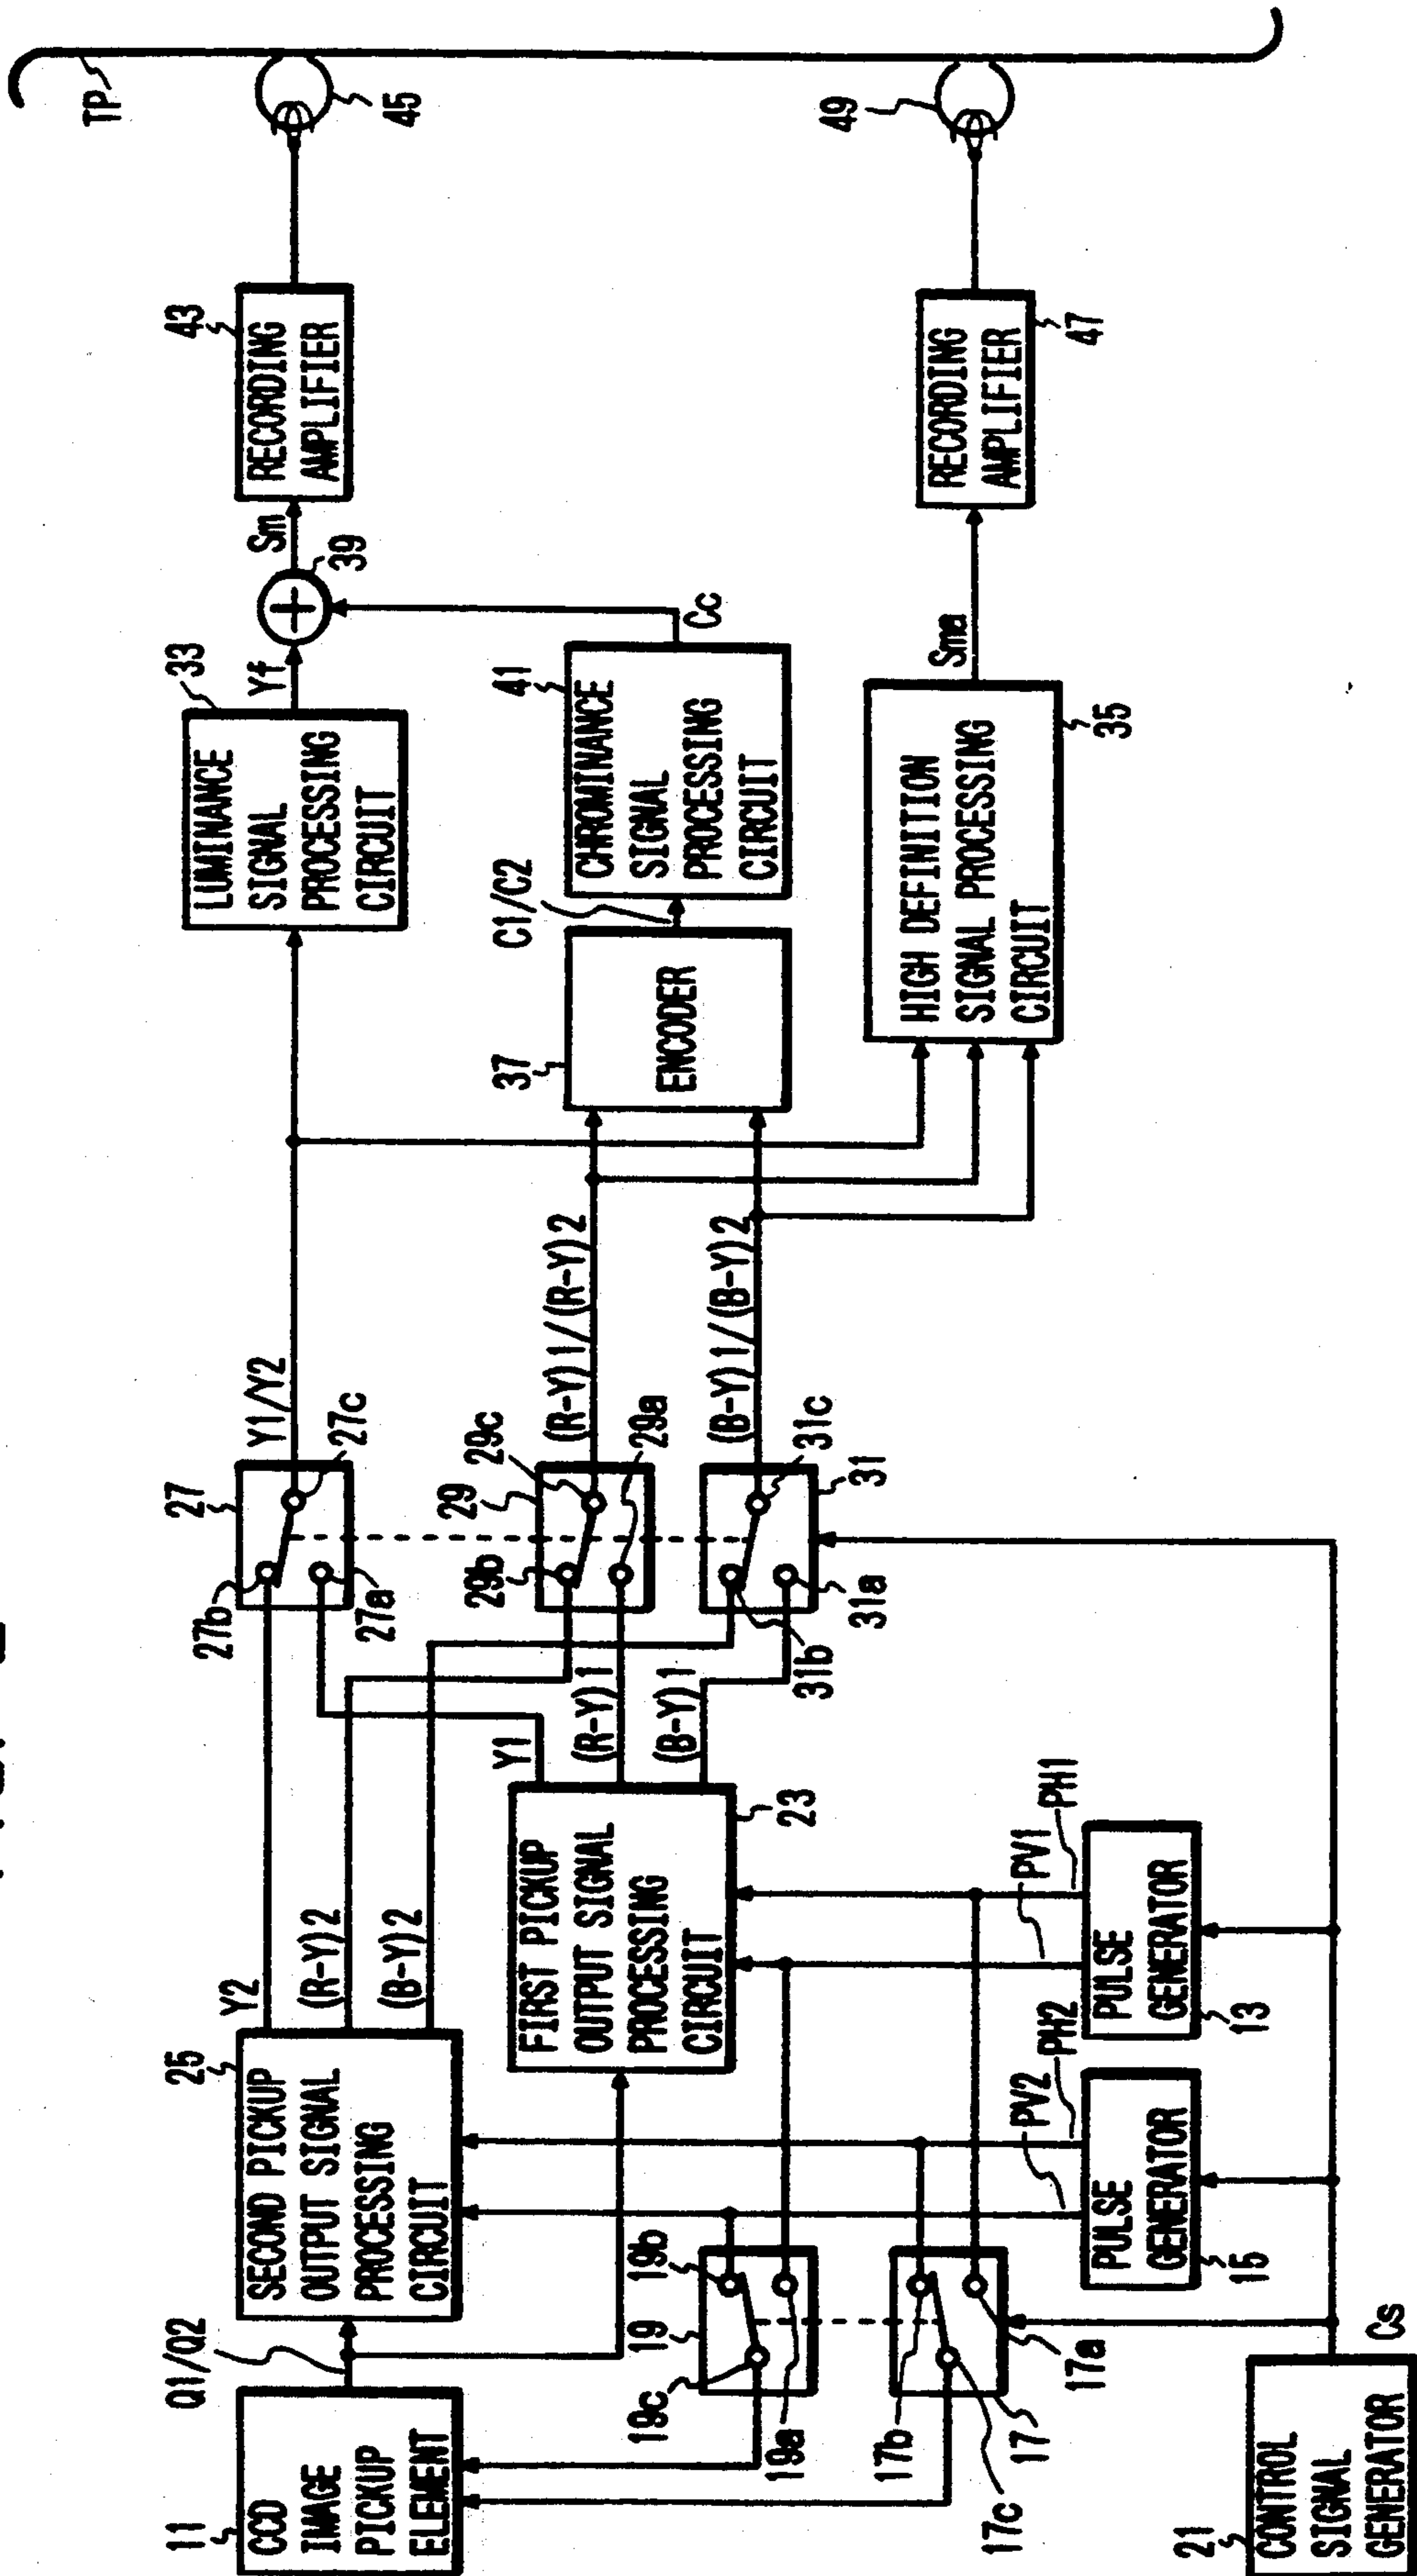 11
CCD
IMAGE
PICKUP
ELEMENT
Q1/Q2
25
SECOND PICKUP
OUTPUT SIGNAL
PROCESSING
CIRCUIT
Y2
(R-Y)2
(B-Y)2
FIRST PICKUP
OUTPUT SIGNAL
PROCESSING
CIRCUIT
23
Y1
(R-Y)1
(B-Y)1
19c
19
19b
19a
17b
17c
17
17a
PV2
PH2
PV1
PH1
PULSE
GENERATOR
15
PULSE
GENERATOR
13
21
CONTROL
SIGNAL
GENERATOR
Cs
27b
27
27a
27c
Y1/Y2
29b
29
29c
29a
(R-Y)1/(R-Y)2
31b
31a
31
31c
(B-Y)1/(B-Y)2
33
LUMINANCE
SIGNAL
PROCESSING
CIRCUIT
Yf
39
Sm
43
RECORDING
AMPLIFIER
45
TP
37
ENCODER
C1/C2
41
CHROMINANCE
SIGNAL
PROCESSING
CIRCUIT
Cc
HIGH DEFINITION
SIGNAL PROCESSING
CIRCUIT
35
Sma
RECORDING
AMPLIFIER
47
49